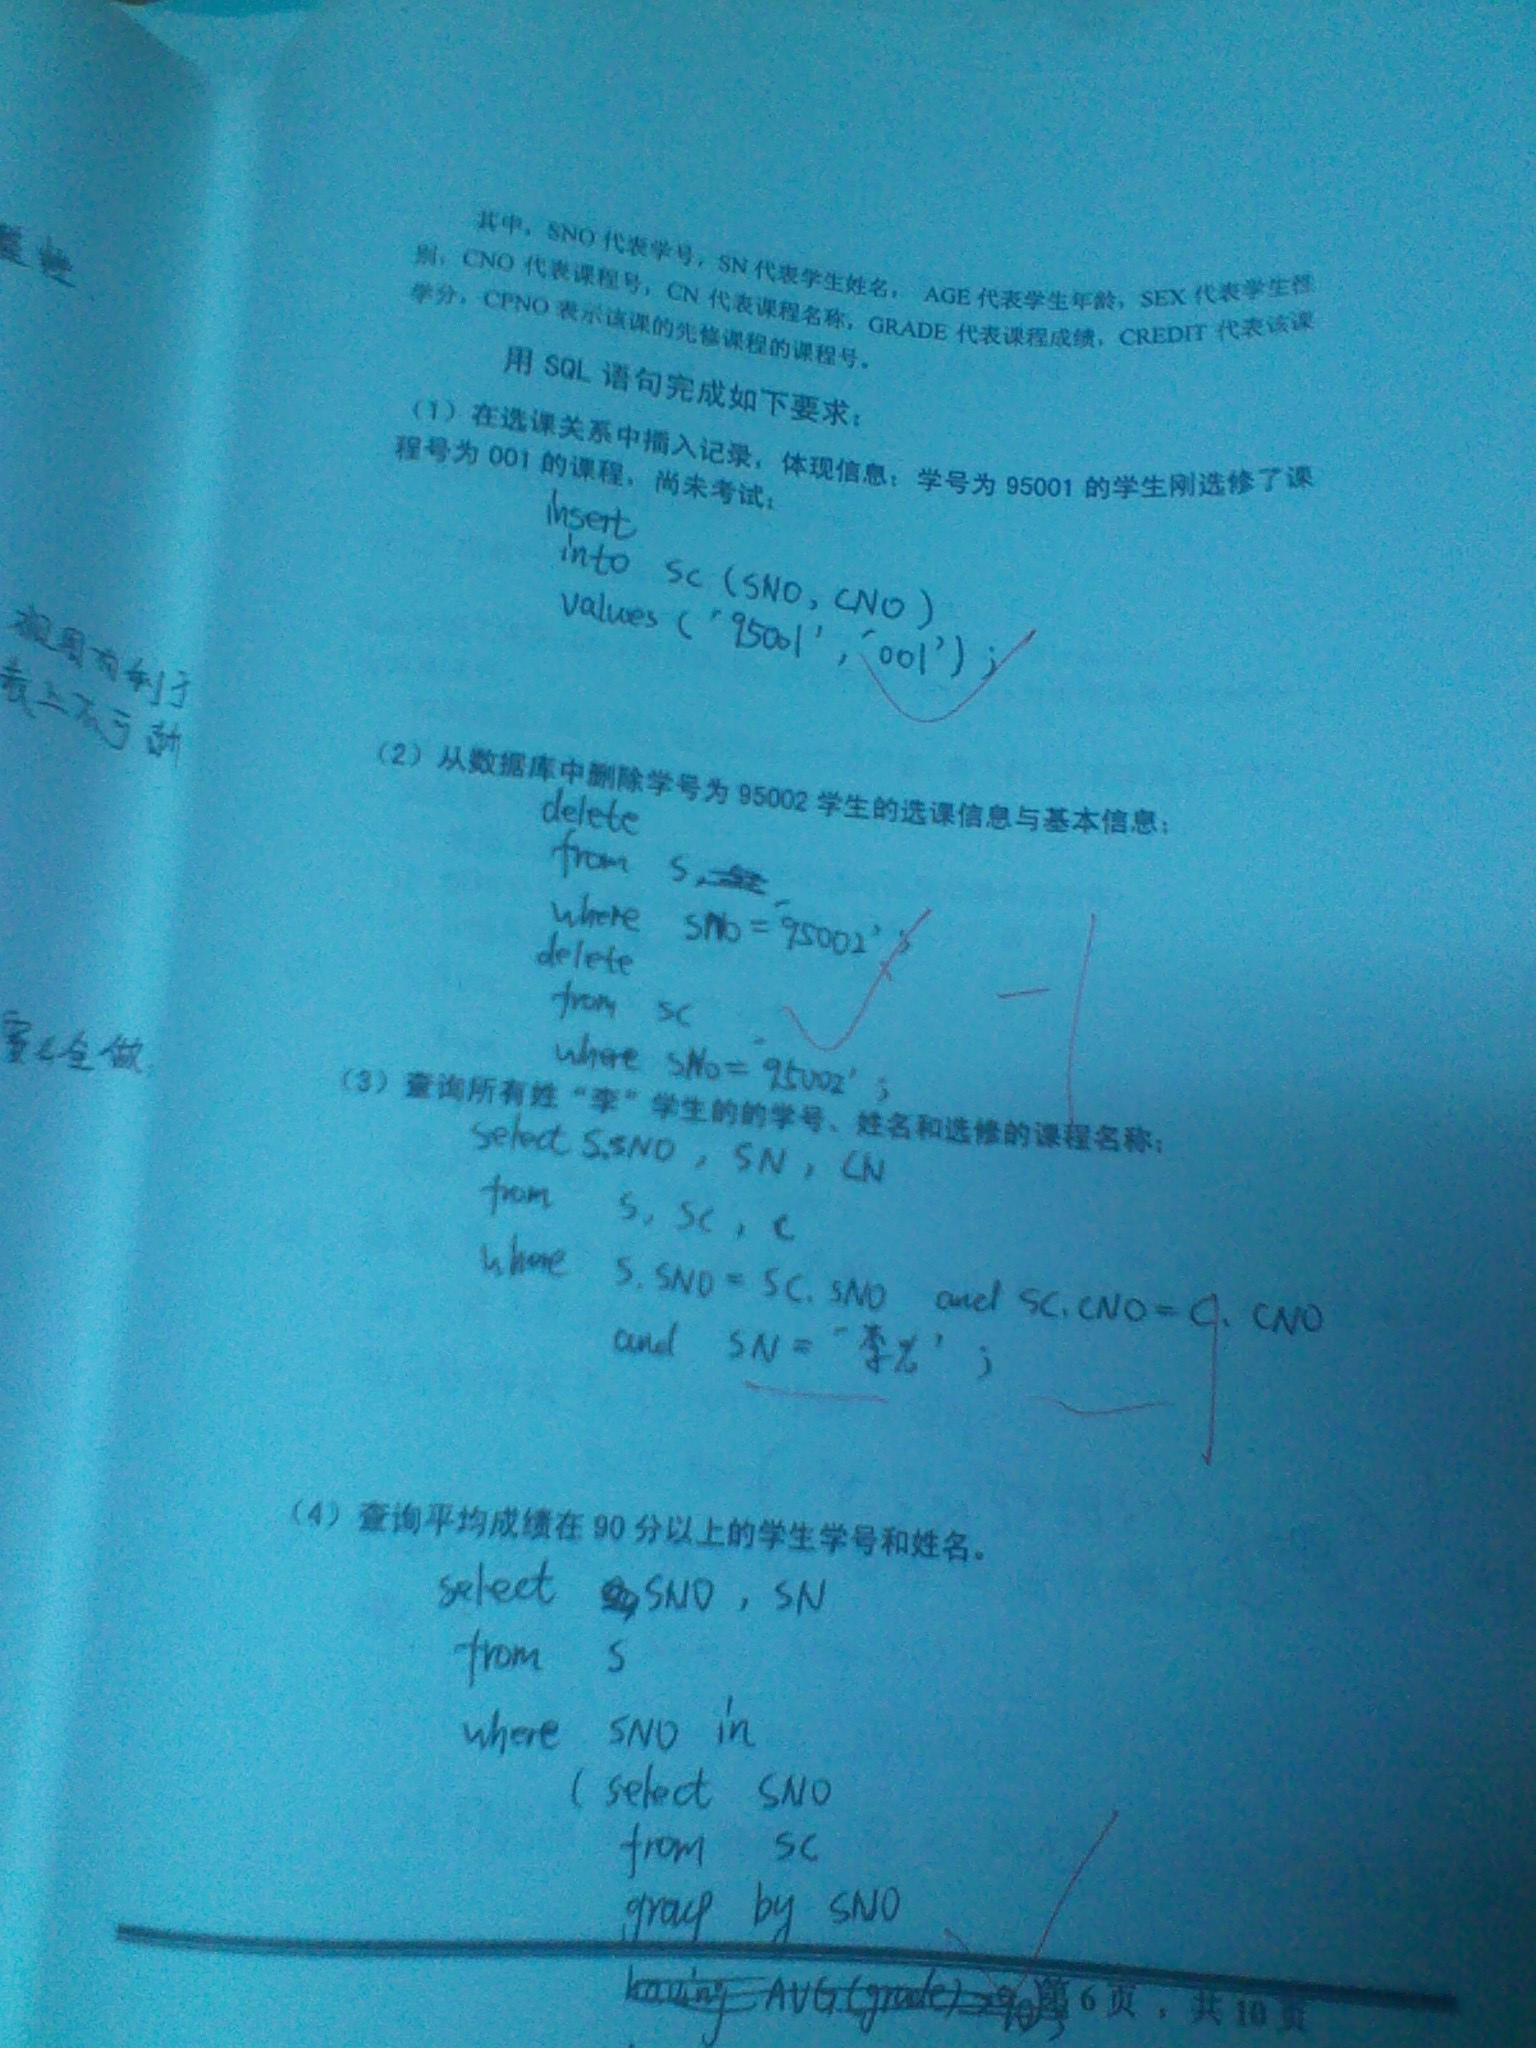 其中，SNO 代表学号，SN 代表学生姓名， AGE 代表学生年龄，SEX 代表学生性
别，CNO 代表课程号，CN 代表课程名称，GRADE 代表课程成绩，CREDIT 代表该课
学分，CPNO 表示该课的先修课程的课程号。
用 SQL 语句完成如下要求：
（1）在选课关系中插入记录，体现信息：学号为 95001 的学生刚选修了课
程号为 001 的课程，尚未考试；
insert
into sc (SNO, CNO)
values ('95001', '001');
（2）从数据库中删除学号为 95002 学生的选课信息与基本信息；
delete
from S,
where SNO = '95002';
delete
from sc
where SNO = '95002';
-1
（3）查询所有姓“李”学生的的学号、姓名和选修的课程名称；
select S.SNO, SN, CN
from S, SC, C
where S.SNO = SC.SNO and SC.CNO = C.CNO
and SN = '李%';
（4）查询平均成绩在 90 分以上的学生学号和姓名。
select SNO, SN
from S
where SNO in
(select SNO
from SC
group by SNO
having AVG(grade)
第 6 页，共 10 页